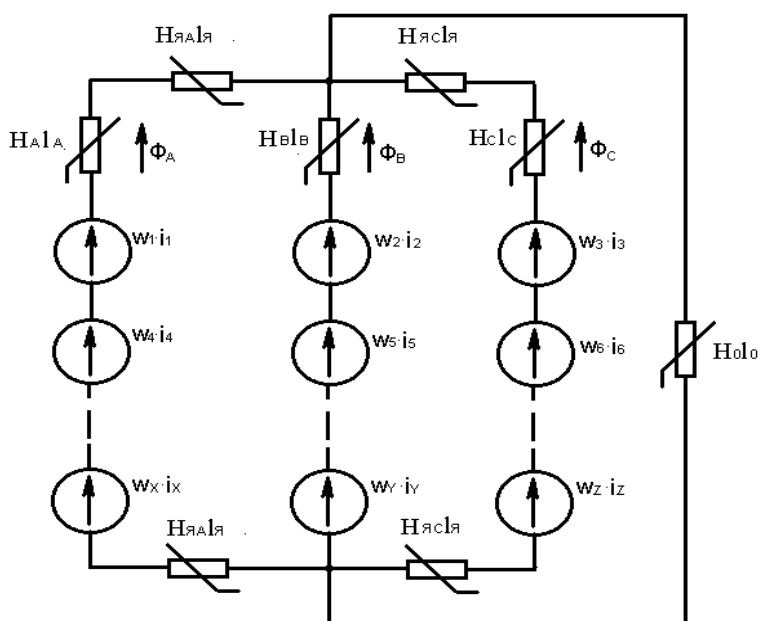 HЯAlЯ
HЯClЯ
HAlA
ΦA
HBlB
ΦB
HClC
ΦC
w1·i1
w2·i2
w3·i3
w4·i4
w5·i5
w6·i6
H0l0
wX·iX
wY·iY
wZ·iZ
HЯAlЯ
HЯClЯ